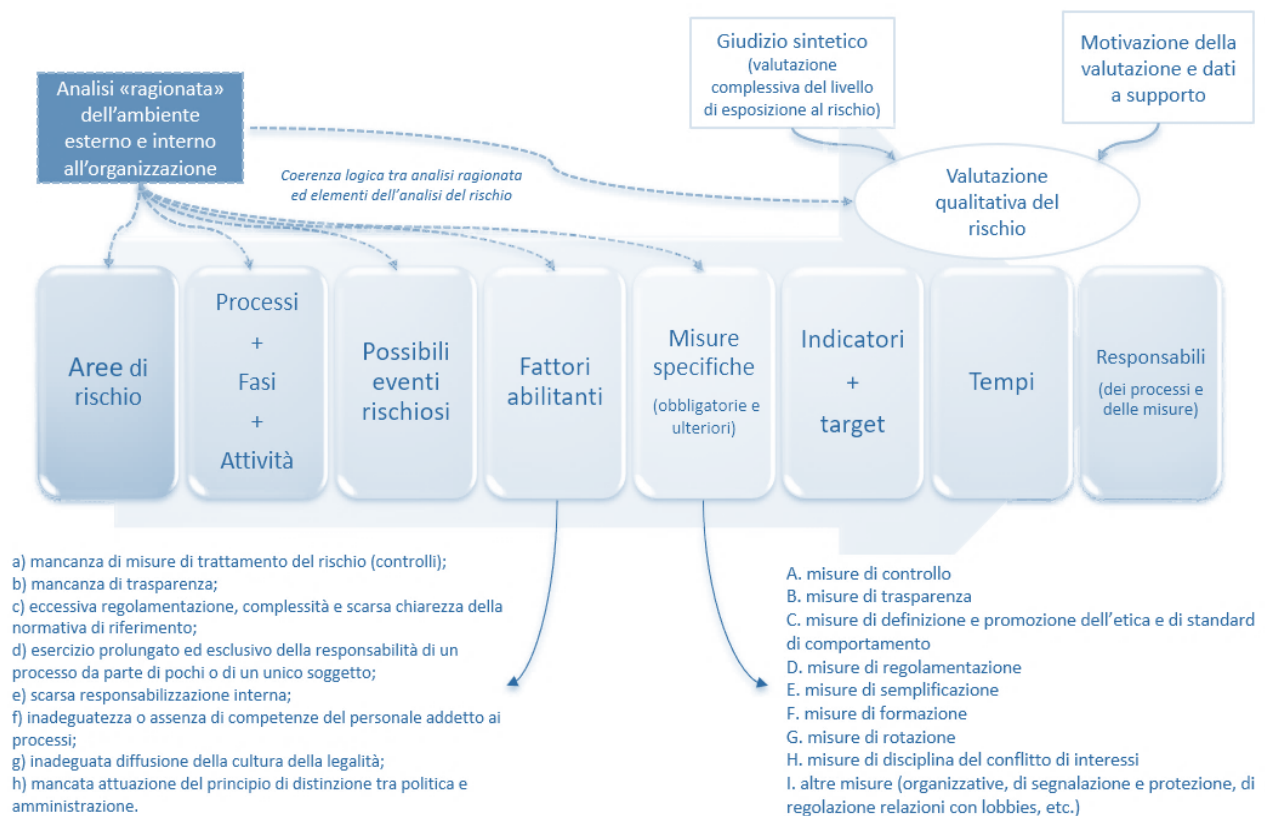 Giudizio sintetico
(valutazione
complessiva del livello
di esposizione al rischio)
Motivazione della
valutazione e dati
a supporto
Analisi «ragionata»
dell’ambiente
esterno e interno
all’organizzazione
Coerenza logica tra analisi ragionata
ed elementi dell’analisi del rischio
Valutazione
qualitativa del
rischio
Aree di
rischio
Processi
+
Fasi
+
Attività
Possibili
eventi
rischiosi
Fattori
abilitanti
Misure
specifiche
(obbligatorie e
ulteriori)
Indicatori
+
target
Tempi
Responsabili
(dei processi e
delle misure)
a) mancanza di misure di trattamento del rischio (controlli);
b) mancanza di trasparenza;
c) eccessiva regolamentazione, complessità e scarsa chiarezza della
normativa di riferimento;
d) esercizio prolungato ed esclusivo della responsabilità di un
processo da parte di pochi o di un unico soggetto;
e) scarsa responsabilizzazione interna;
f) inadeguatezza o assenza di competenze del personale addetto ai
processi;
g) inadeguata diffusione della cultura della legalità;
h) mancata attuazione del principio di distinzione tra politica e
amministrazione.
A. misure di controllo
B. misure di trasparenza
C. misure di definizione e promozione dell’etica e di standard
di comportamento
D. misure di regolamentazione
E. misure di semplificazione
F. misure di formazione
G. misure di rotazione
H. misure di disciplina del conflitto di interessi
I. altre misure (organizzative, di segnalazione e protezione, di
regolazione relazioni con lobbies, etc.)